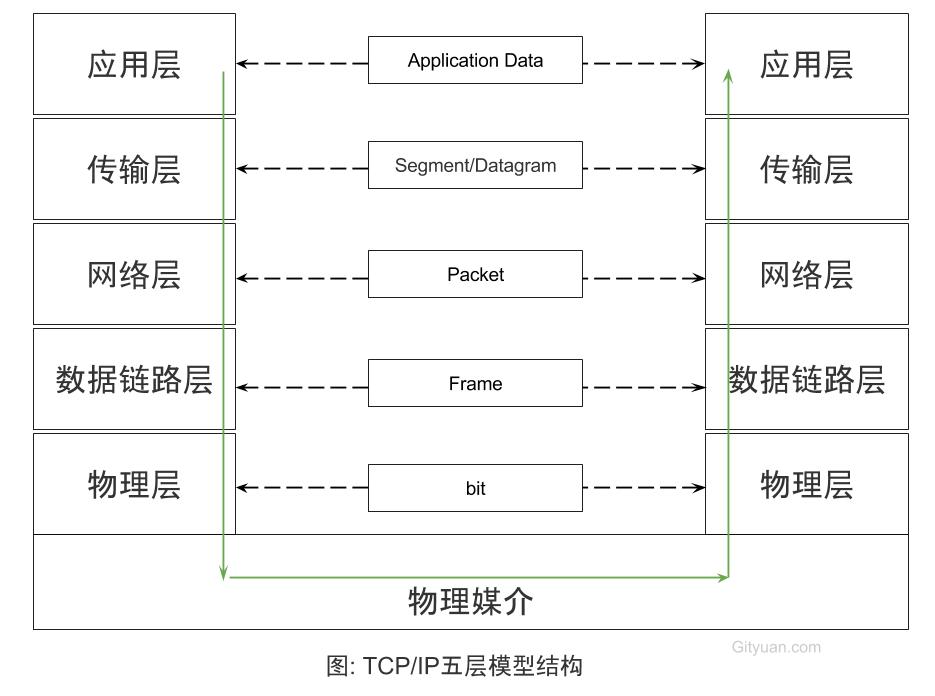 应用层
Application Data
应用层
传输层
Segment/Datagram
传输层
网络层
Packet
网络层
数据链路层
Frame
数据链路层
物理层
bit
物理层
物理媒介
Gityuan.com
图: TCP/IP五层模型结构